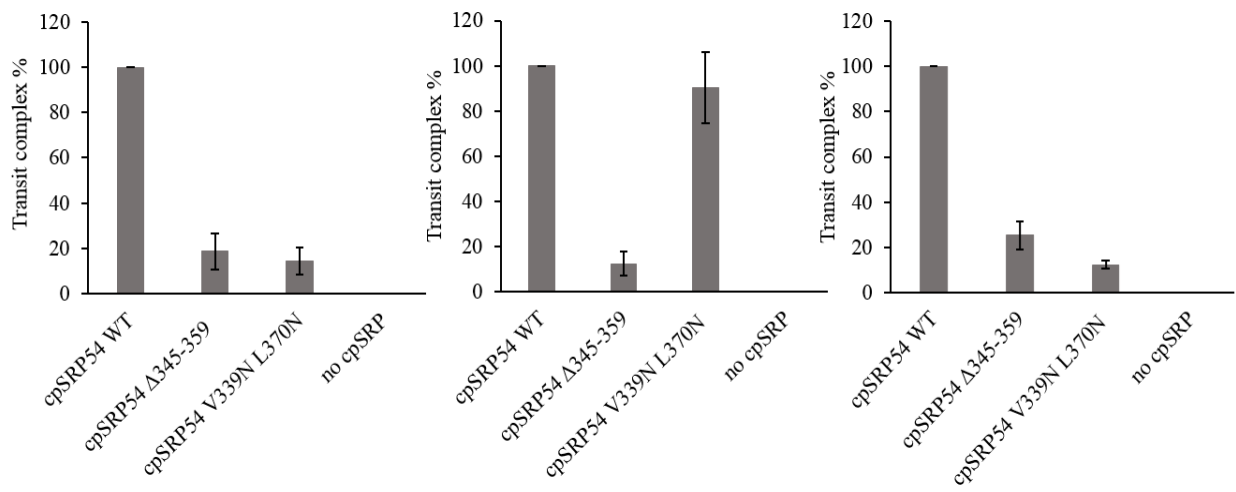 Transit complex %
120
100
80
60
40
20
0
cpSRP54 WT
cpSRP54 Δ345-359
cpSRP54 V339N L370N
no cpSRP
Transit complex %
120
100
80
60
40
20
0
cpSRP54 WT
cpSRP54 Δ345-359
cpSRP54 V339N L370N
no cpSRP
Transit complex %
120
100
80
60
40
20
0
cpSRP54 WT
cpSRP54 Δ345-359
cpSRP54 V339N L370N
no cpSRP